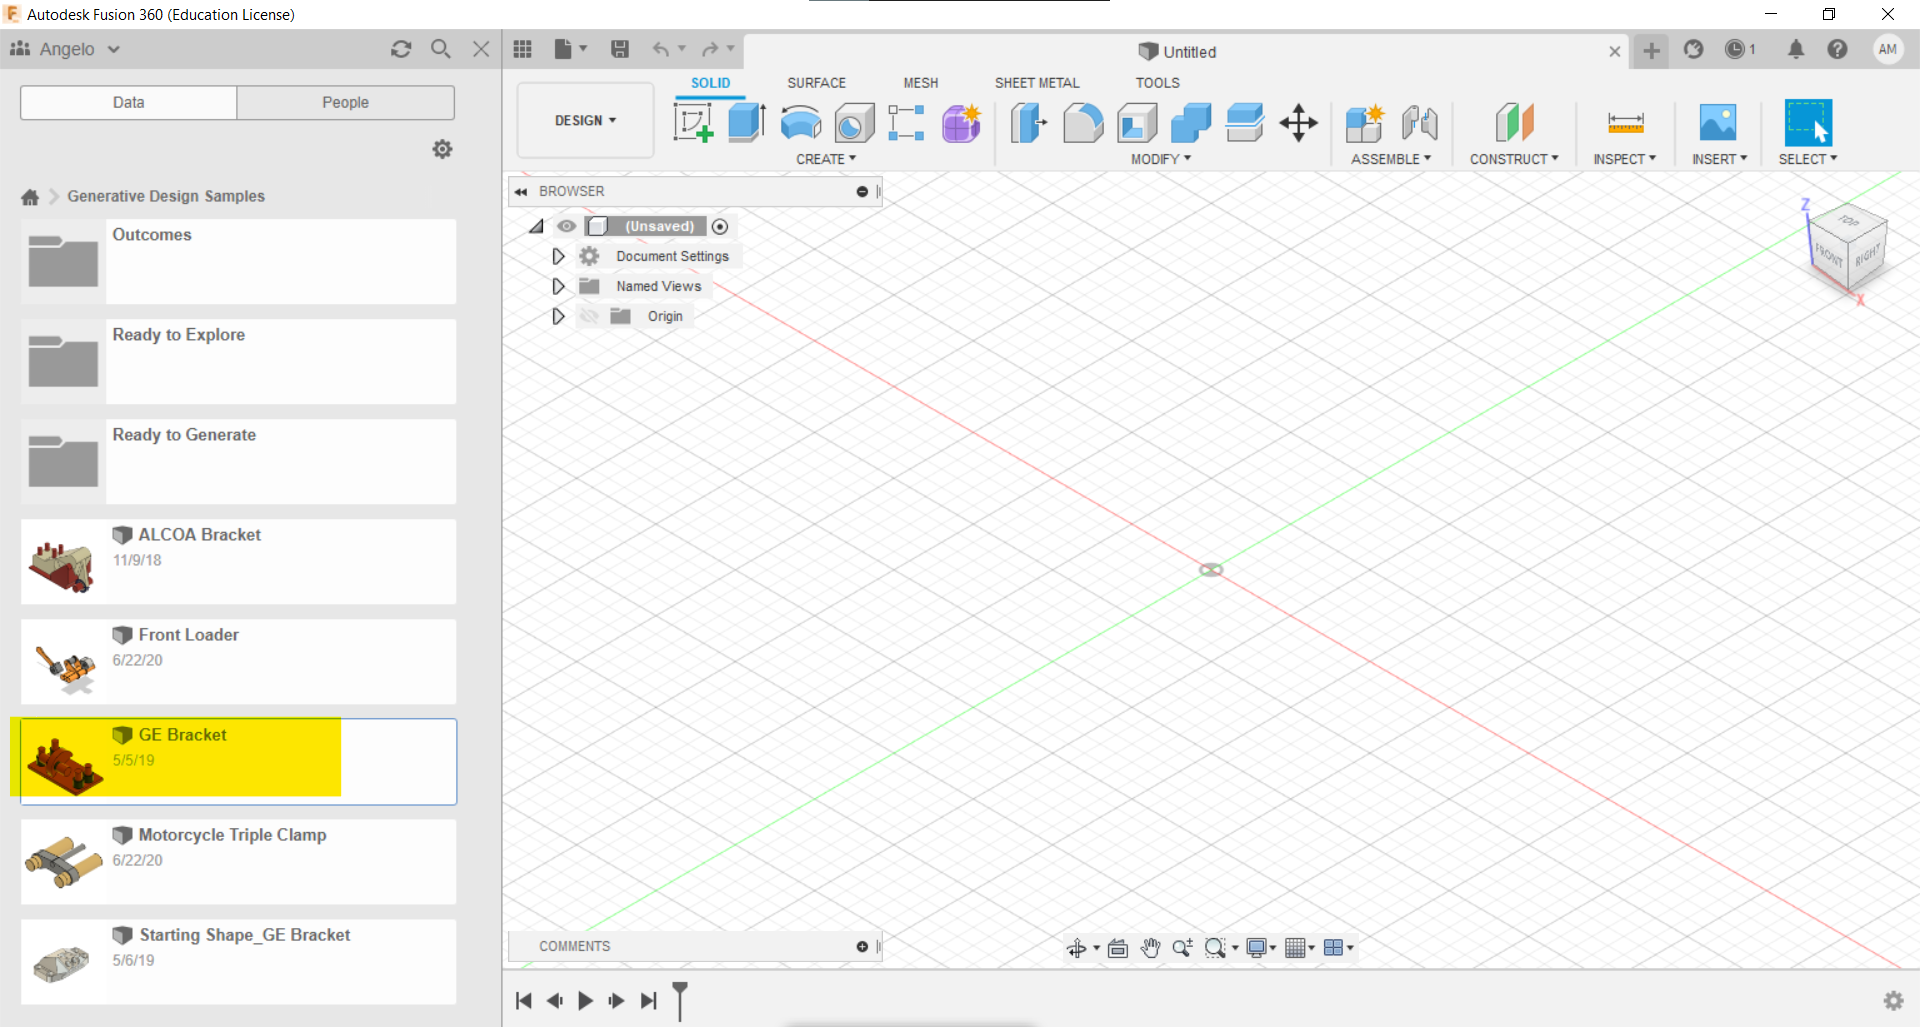 Autodesk Fusion 360 (Education License)
Angelo
Untitled
1
AM
Data
People
SOLID
SURFACE
MESH
SHEET METAL
TOOLS
DESIGN
CREATE
MODIFY
ASSEMBLE
CONSTRUCT
INSPECT
INSERT
SELECT
Generative Design Samples
BROWSER
(Unsaved)
Document Settings
Named Views
Origin
Z
TOP
FRONT
RIGHT
X
Outcomes
Ready to Explore
Ready to Generate
ALCOA Bracket
11/9/18
Front Loader
6/22/20
GE Bracket
5/5/19
Motorcycle Triple Clamp
6/22/20
Starting Shape_GE Bracket
5/6/19
COMMENTS